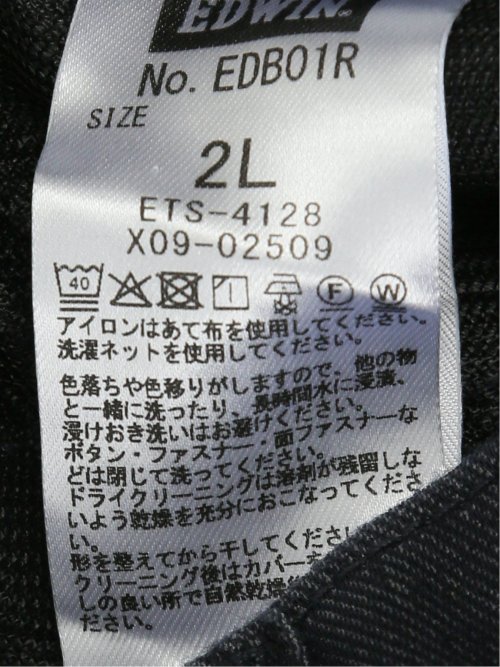 EDWIN®
No. EDB01R
SIZE
2L
ETS-4128
X09-02509
40
F
W
アイロンはあて布を使用してください。
洗濯ネットを使用してください。
色落ちや色移りがしますので、他の物
と一緒に洗ったり、長時間水に浸漬、
浸けおき洗いはお避けください。
ボタン・ファスナー・面ファスナーな
どは閉じて洗ってください。
ドライクリーニングは溶剤が残留しな
いよう乾燥を充分におこなってくださ
い。
形を整えてから干してくださ
クリーニング後はカバーを
しの良い所で自然乾燥
ださい。